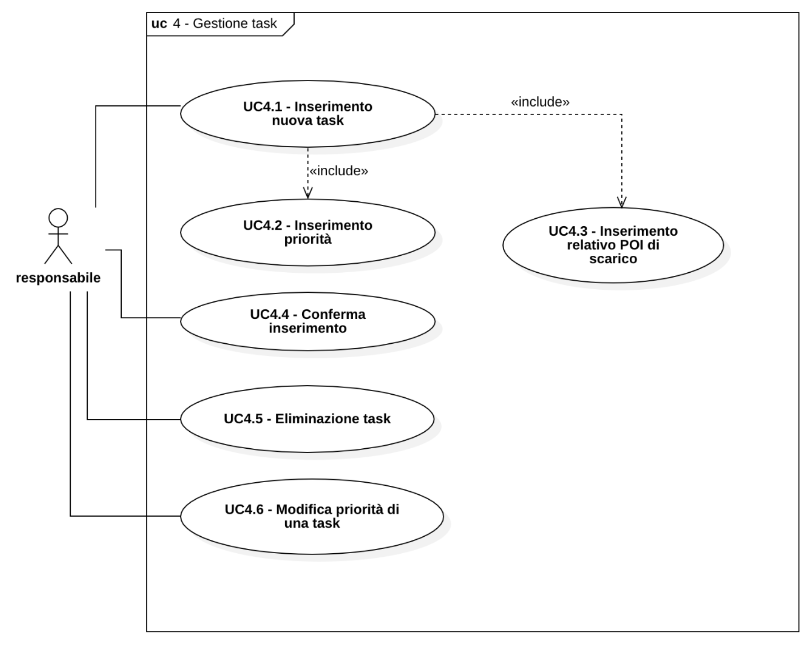 uc 4 - Gestione task
UC4.1 - Inserimento
nuova task
«include»
«include»
UC4.2 - Inserimento
priorità
UC4.3 - Inserimento
relativo POI di
scarico
responsabile
UC4.4 - Conferma
inserimento
UC4.5 - Eliminazione task
UC4.6 - Modifica priorità di
una task